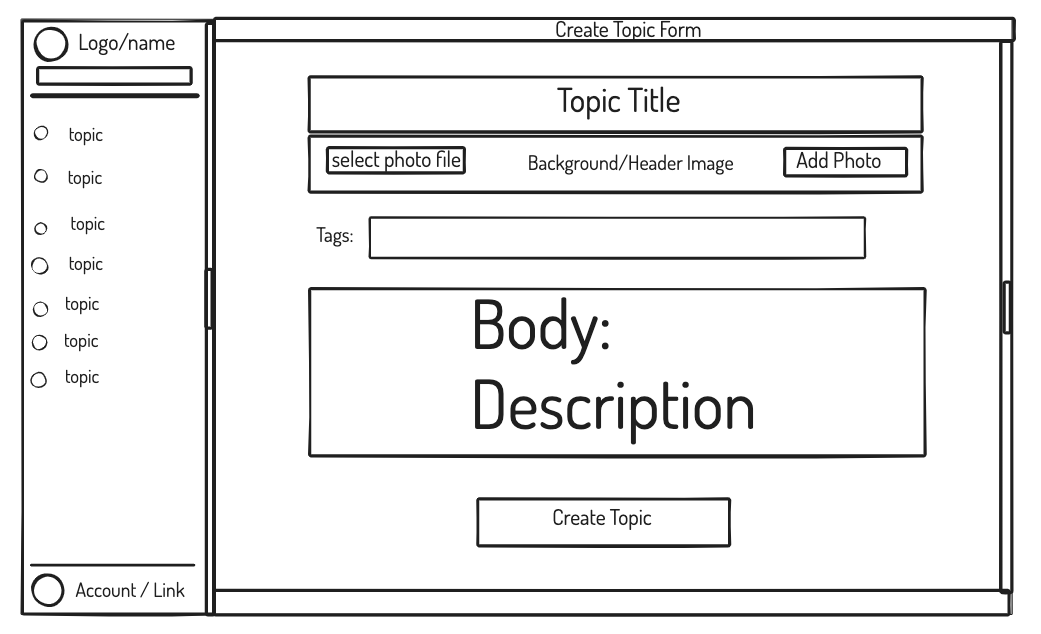 Logo/name
topic
topic
topic
topic
topic
topic
topic
Account / Link
Create Topic Form
Topic Title
select photo file
Background/Header Image
Add Photo
Tags:
Body:
Description
Create Topic